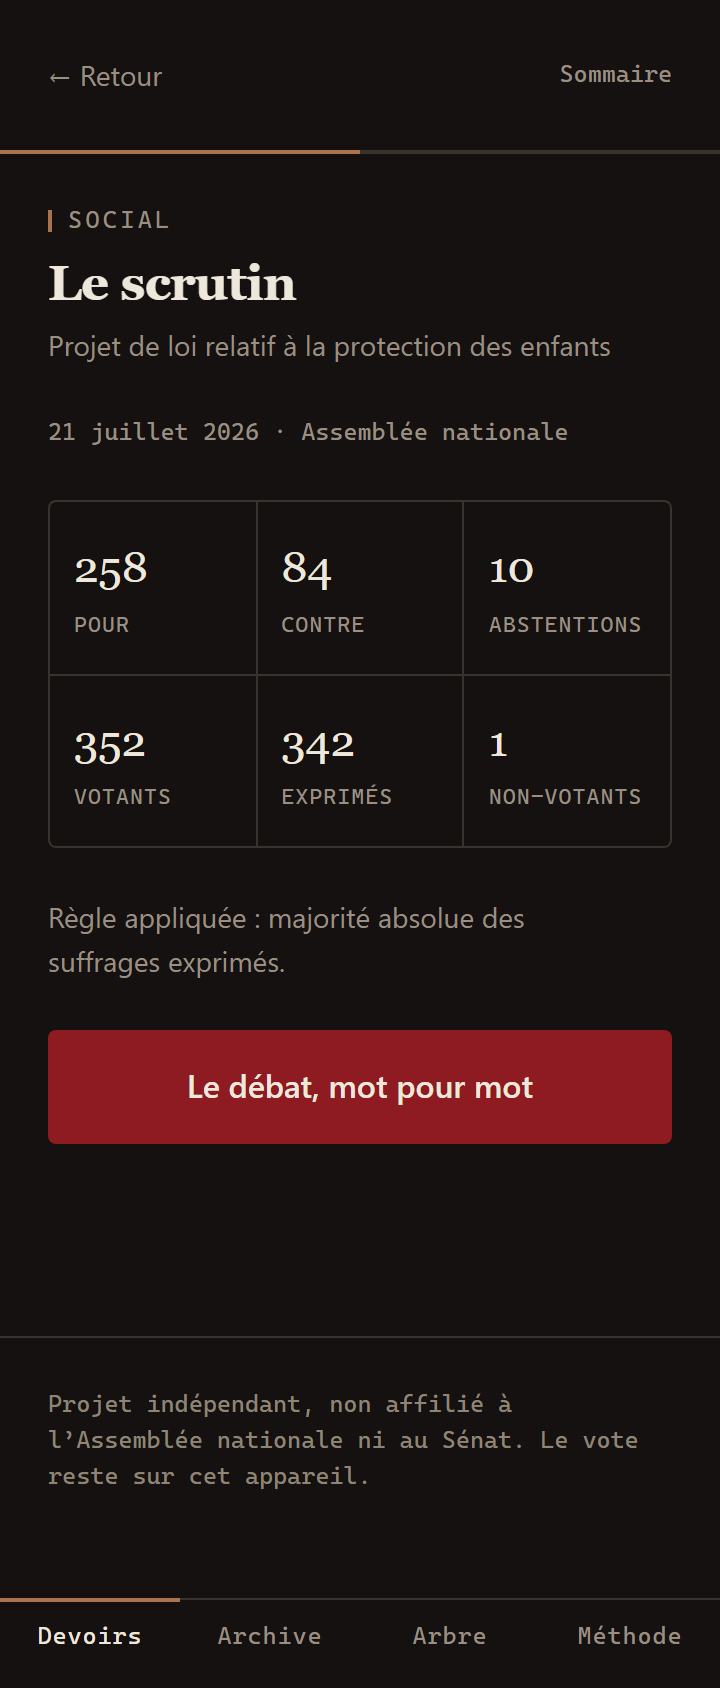 ← Retour
Sommaire
SOCIAL
Le scrutin
Projet de loi relatif à la protection des enfants
21 juillet 2026 · Assemblée nationale
258
84
10
POUR
CONTRE
ABSTENTIONS
352
342
1
VOTANTS
EXPRIMÉS
NON-VOTANTS
Règle appliquée : majorité absolue des
suffrages exprimés.
Le débat, mot pour mot
Projet indépendant, non affilié à
l’Assemblée nationale ni au Sénat. Le vote
reste sur cet appareil.
Devoirs
Archive
Arbre
Méthode